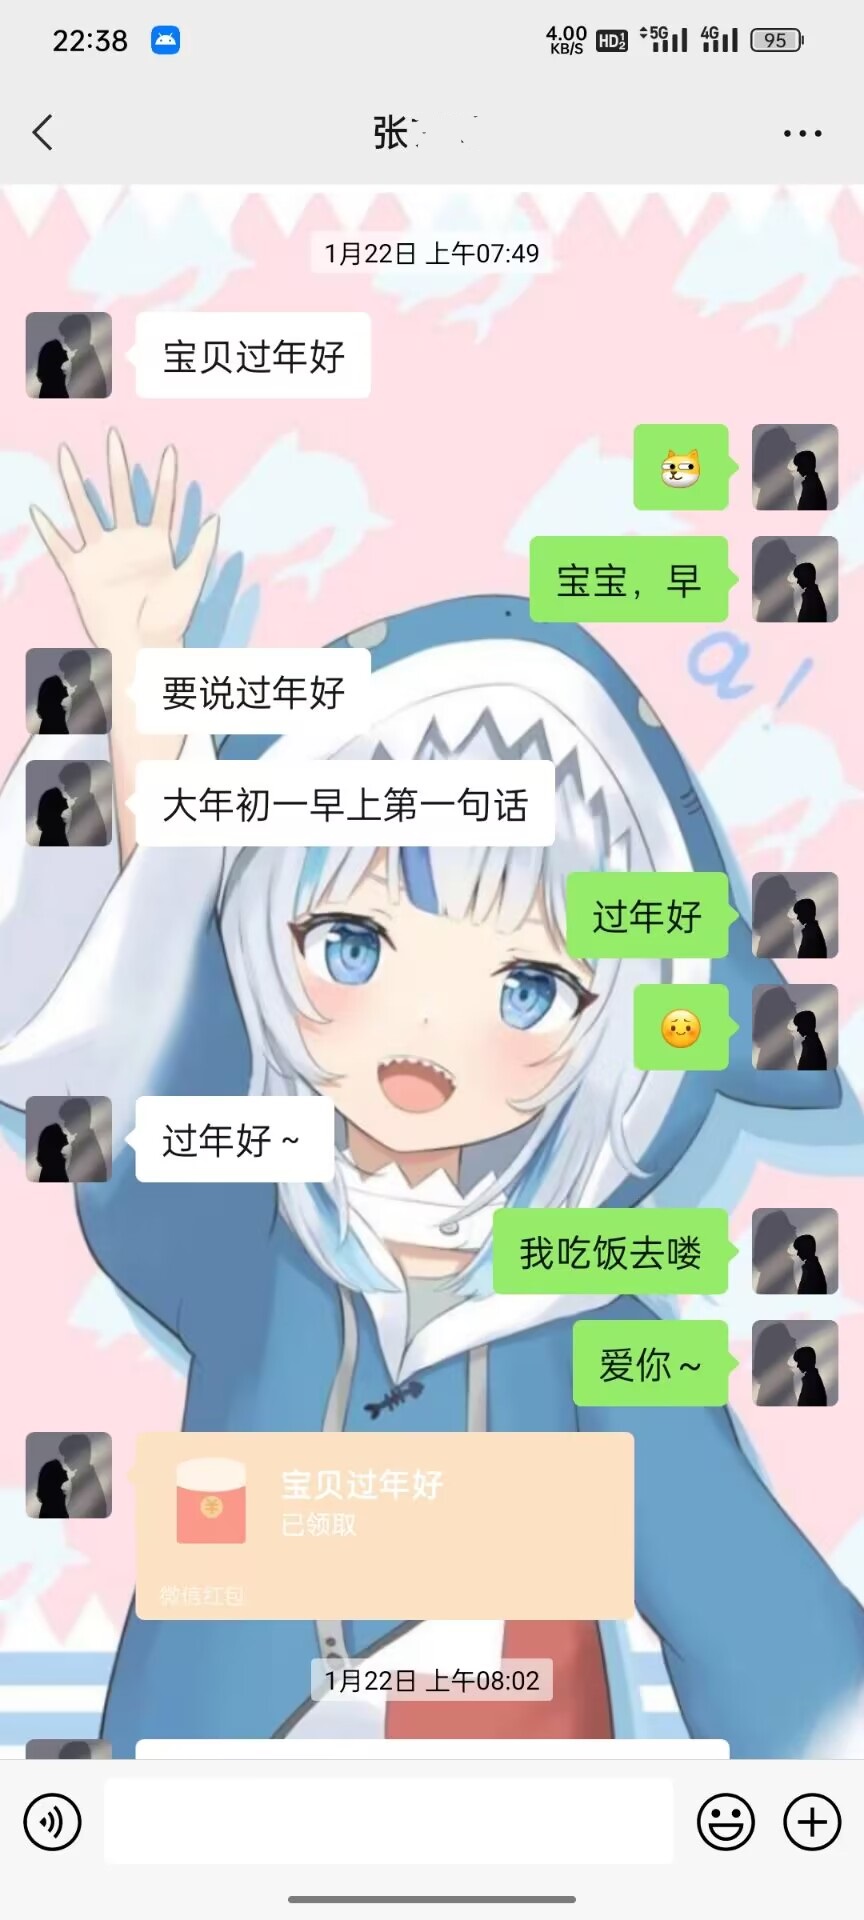 22:38
4.00 KB/S HD 5G 4G 95
张
1月22日 上午07:49
宝贝过年好
宝宝，早
要说过年好
大年初一早上第一句话
过年好
过年好～
我吃饭去喽
爱你～
宝贝过年好
已领取
微信红包
1月22日 上午08:02
a!